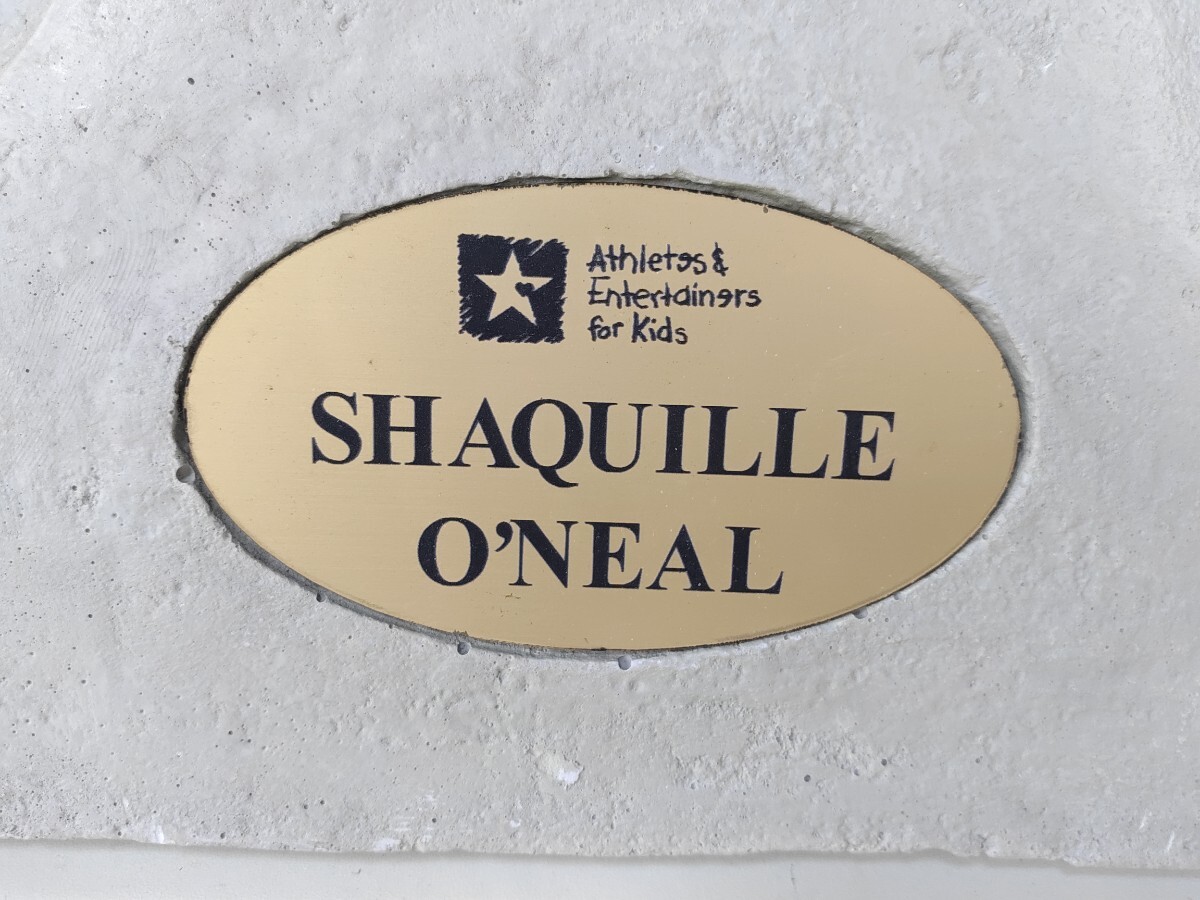 Athletes &
Entertainers
for Kids
SHAQUILLE
O'NEAL